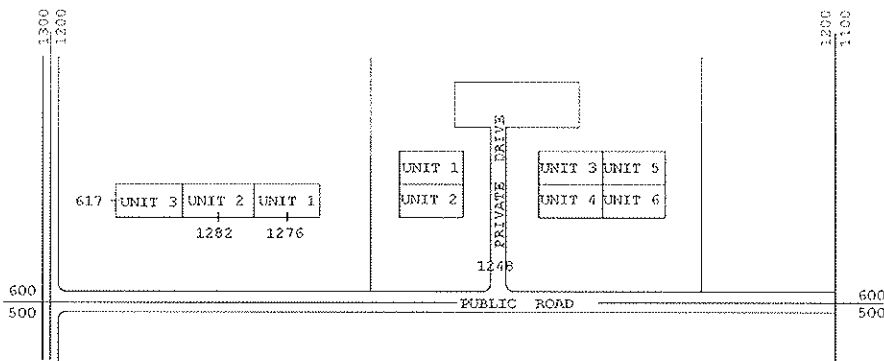 1300
1200
1200
1100
PRIVATE DRIVE
UNIT 1
UNIT 3 UNIT 5
617 UNIT 3 UNIT 2 UNIT 1
UNIT 2
UNIT 4 UNIT 6
1282 1276
1248
600 600
PUBLIC ROAD
500 500